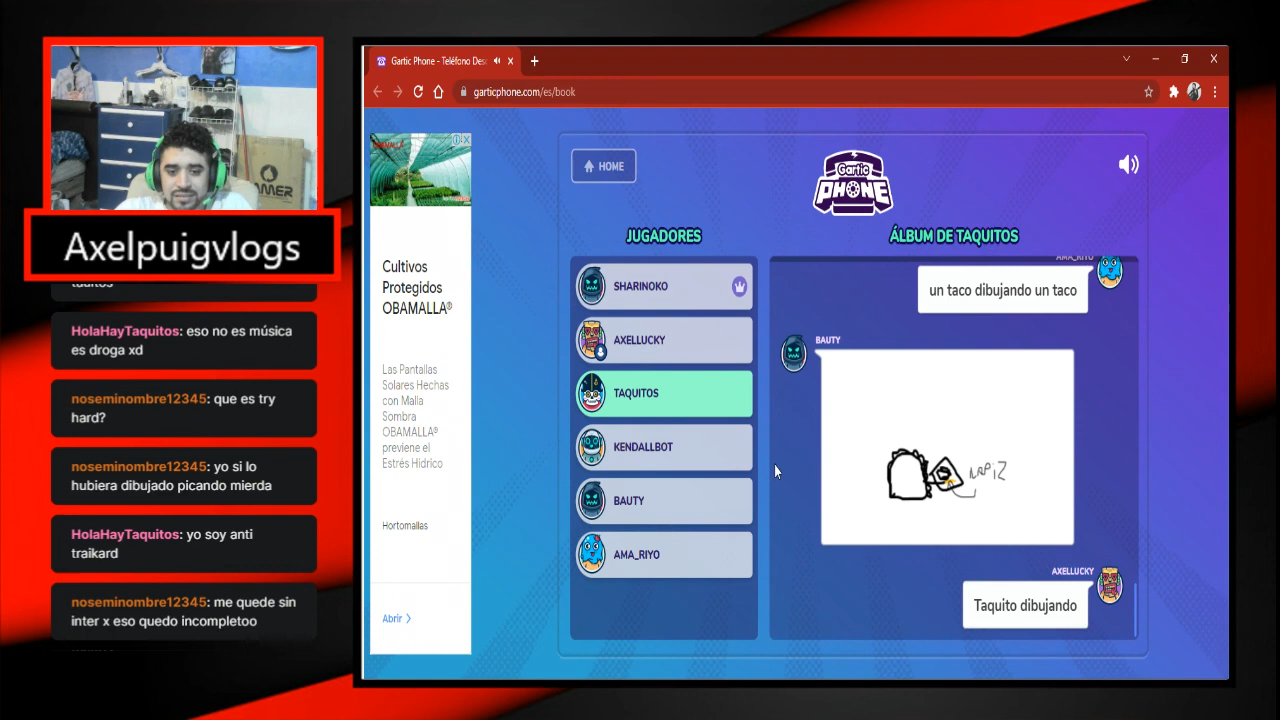 Axelpuigvlogs
HolaHayTaquitos: eso no es música
es droga xd
noseminombre12345: que es try
hard?
noseminombre12345: yo si lo
hubiera dibujado picando mierda
HolaHayTaquitos: yo soy anti
traikard
noseminombre12345: me quede sin
inter x eso quedo incompletoo
Gartic Phone - Teléfono Des
garticphone.com/es/book
Cultivos
Protegidos
OBAMALLA®
Las Pantallas
Solares Hechas
con Malla
Sombra
OBAMALLA®
previene el
Estrés Hídrico
Hortomallas
Abrir
HOME
Gartic
PHONE
JUGADORES
SHARINOKO
AXELLUCKY
TAQUITOS
KENDALLBOT
BAUTY
AMA_RIYO
ÁLBUM DE TAQUITOS
AMA_RIYO
un taco dibujando un taco
BAUTY
LAPIZ
AXELLUCKY
Taquito dibujando